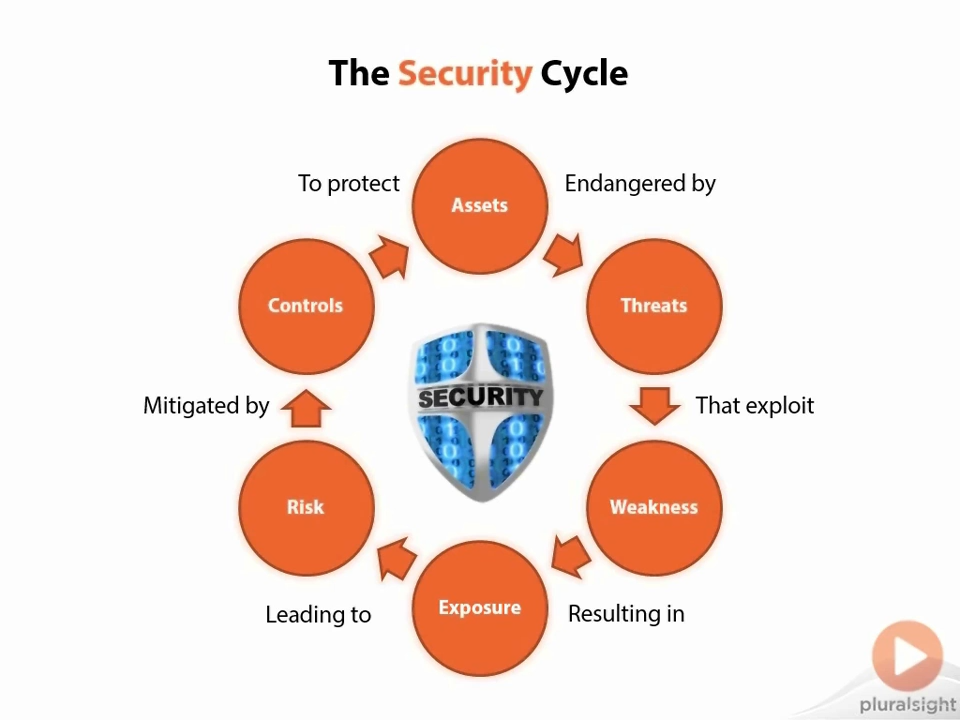 The Security Cycle
To protect
Assets
Endangered by
Controls
Threats
SECURITY
Mitigated by
That exploit
Risk
Weakness
Exposure
Leading to
Resulting in
pluralsight